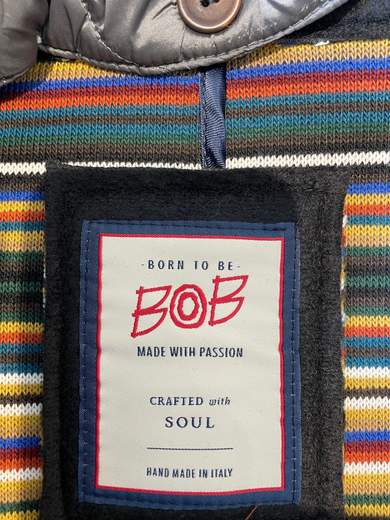 - BORN TO BE -
BOB
MADE WITH PASSION
CRAFTED with
SOUL
HAND MADE IN ITALY